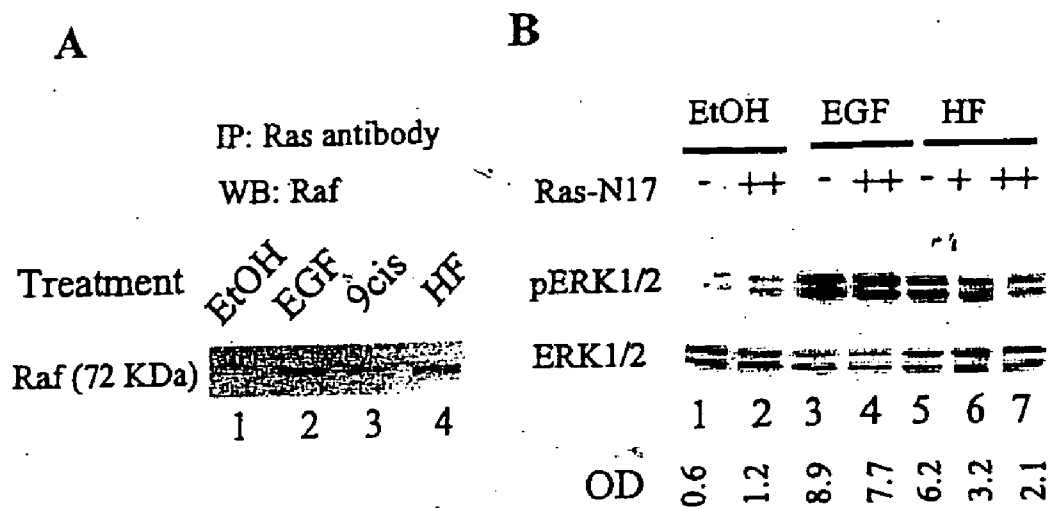 A
IP: Ras antibody
WB: Raf
Treatment
EtOH EGF 9cis HF
Raf (72 KDa)
1 2 3 4
B
EtOH EGF HF
Ras-N17 - ++ - ++ - + ++
pERK1/2
ERK1/2
1 2 3 4 5 6 7
OD 0.6 1.2 8.9 7.7 6.2 3.2 2.1